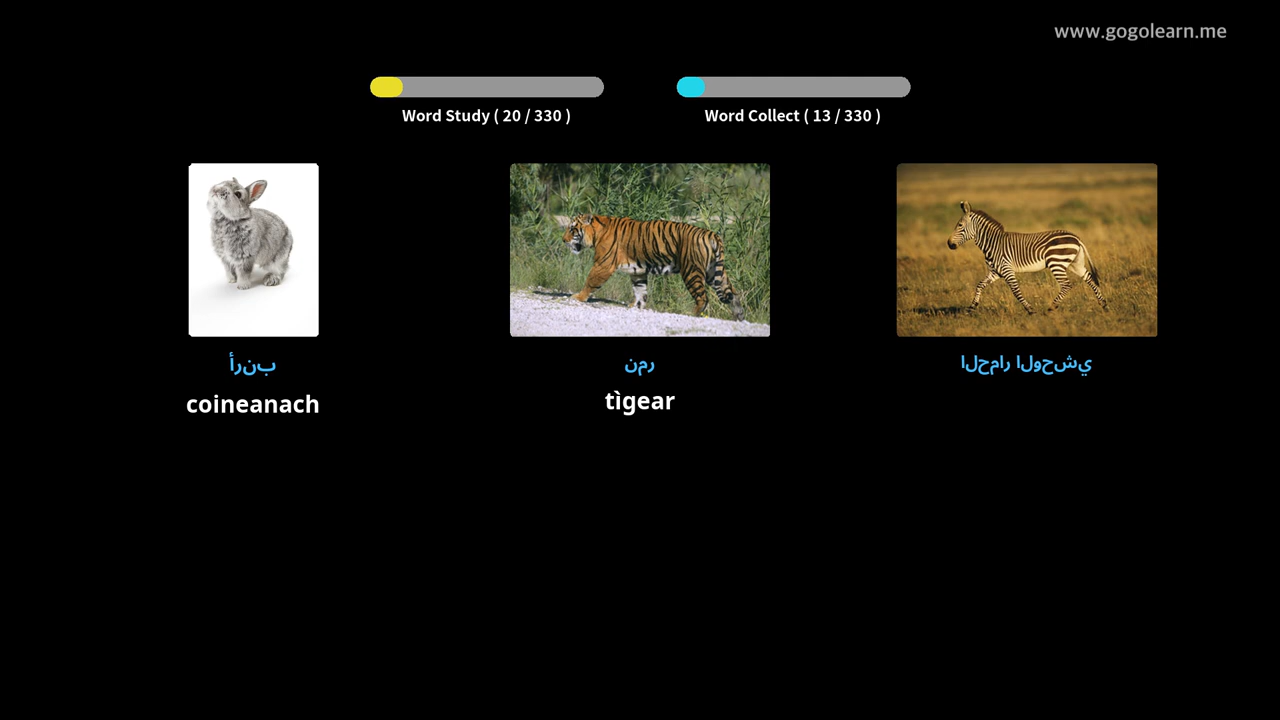 www.gogolearn.me
Word Study ( 20 / 330 )
Word Collect ( 13 / 330 )
أرنب
coineanach
نمر
tìgear
الحمار الوحشي